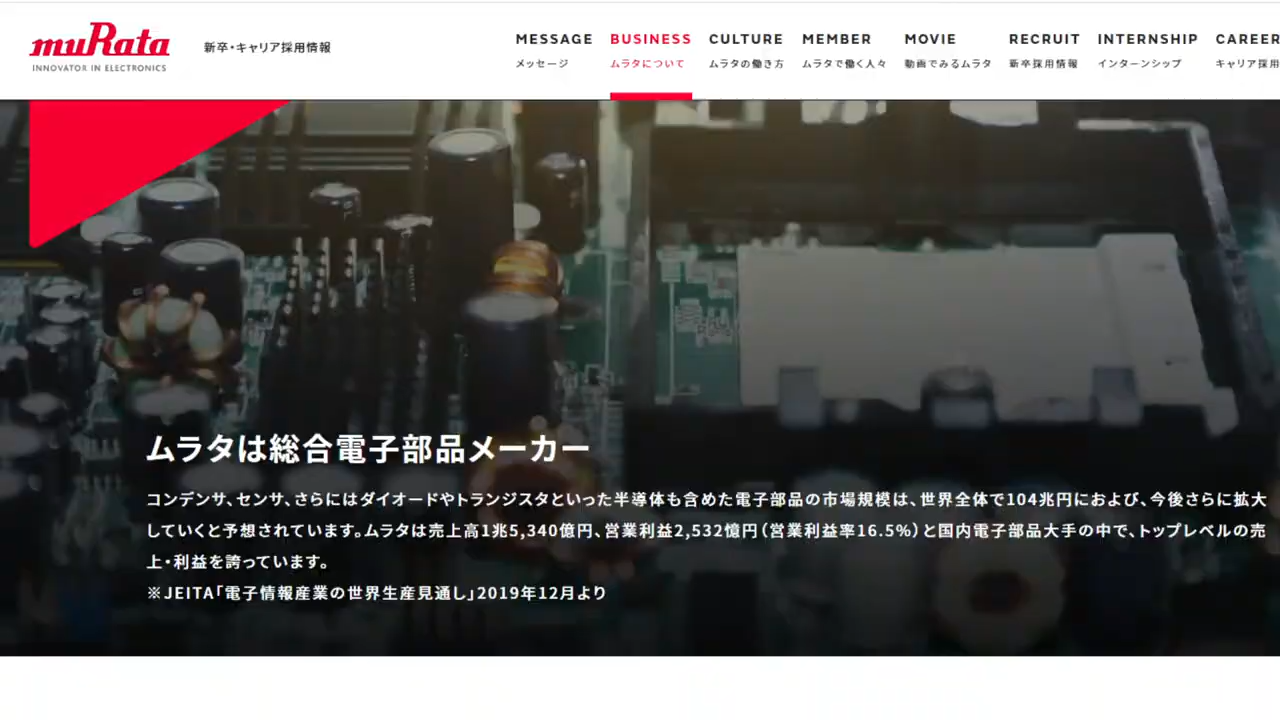 muRata
INNOVATOR IN ELECTRONICS
新卒・キャリア採用情報
MESSAGE
メッセージ
BUSINESS
ムラタについて
CULTURE
ムラタの働き方
MEMBER
ムラタで働く人々
MOVIE
動画でみるムラタ
RECRUIT
新卒採用情報
INTERNSHIP
インターンシップ
CAREER
キャリア採用
ムラタは総合電子部品メーカー
コンデンサ、センサ、さらにはダイオードやトランジスタといった半導体も含めた電子部品の市場規模は、世界全体で104兆円におよび、今後さらに拡大
していくと予想されています。ムラタは売上高1兆5,340億円、営業利益2,532億円（営業利益率16.5%）と国内電子部品大手の中で、トップレベルの売
上・利益を誇っています。
※JEITA「電子情報産業の世界生産見通し」2019年12月より